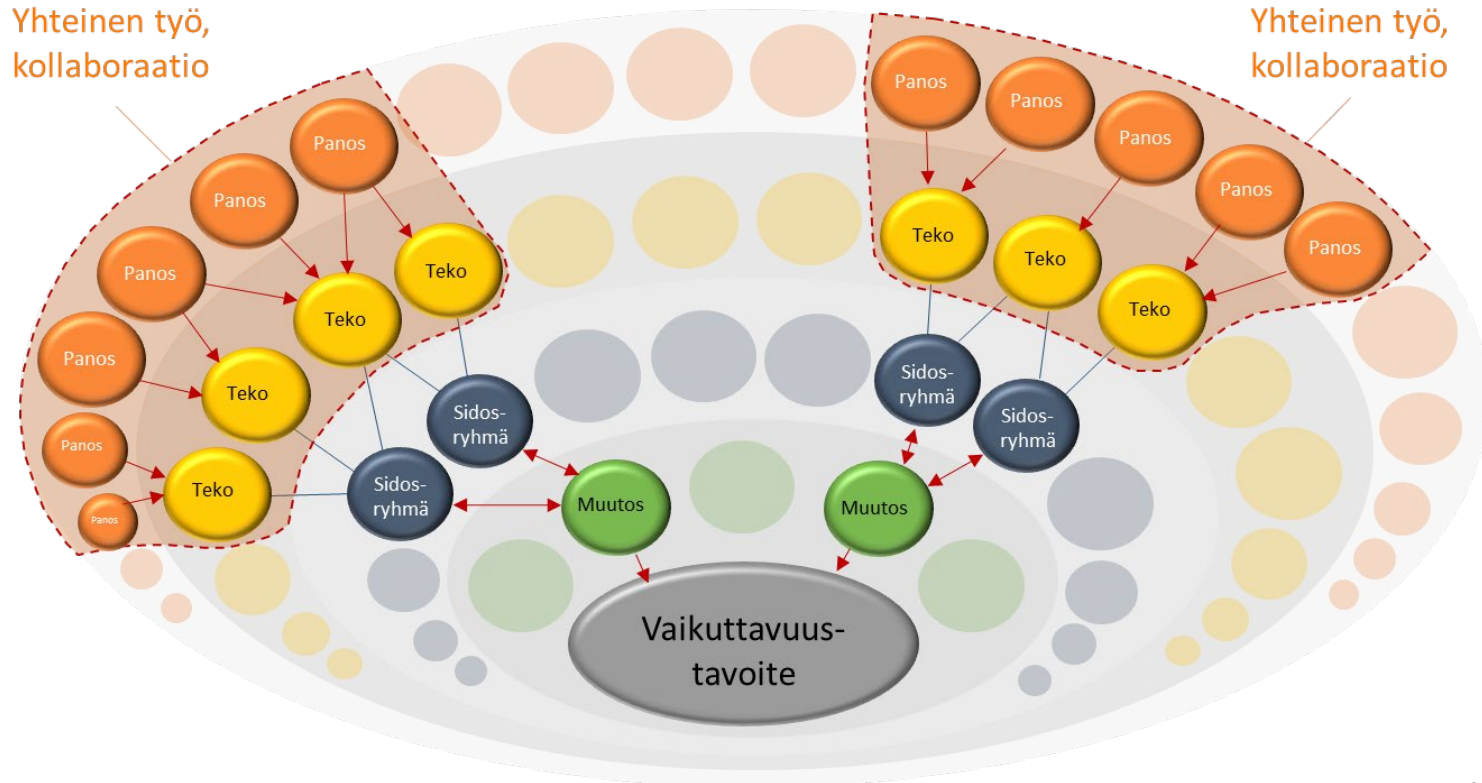 Yhteinen työ,
kollaboraatio
Yhteinen työ,
kollaboraatio
Panos
Panos
Panos
Panos
Panos
Panos
Teko
Teko
Teko
Teko
Sidos-
ryhmä
Sidos-
ryhmä
Muutos
Panos
Panos
Panos
Panos
Panos
Teko
Teko
Teko
Sidos-
ryhmä
Sidos-
ryhmä
Muutos
Vaikuttavuus-
tavoite